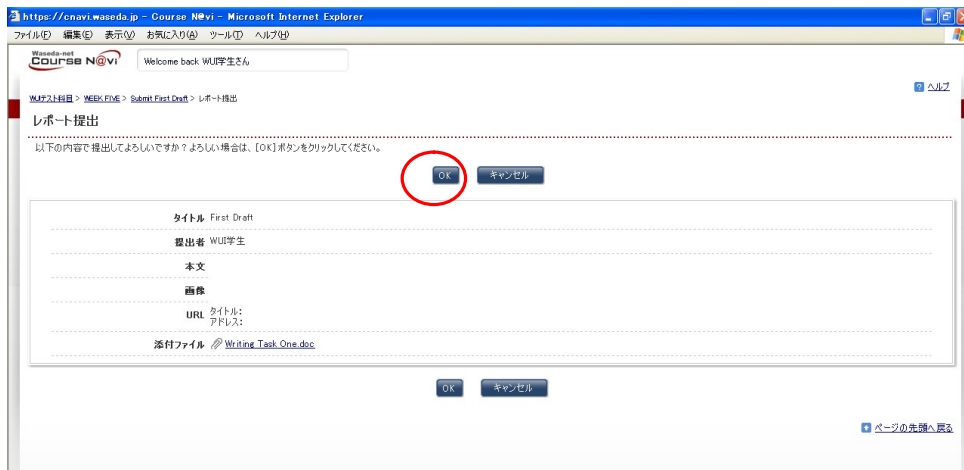 https://cnavi.waseda.jp - Course N@vi - Microsoft Internet Explorer
ファイル(F) 編集(E) 表示(V) お気に入り(A) ツール(T) ヘルプ(H)
Waseda-net
Course N@vi
Welcome back WUI学生さん
ヘルプ
WUIテスト科目 > WEEK FIVE > Submit First Draft > レポート提出
レポート提出
以下の内容で提出してよろしいですか？よろしい場合は、[OK]ボタンをクリックしてください。
OK キャンセル
タイトル First Draft
提出者 WUI学生
本文
画像
URL タイトル:
アドレス:
添付ファイル Writing Task One.doc
OK キャンセル
ページの先頭へ戻る